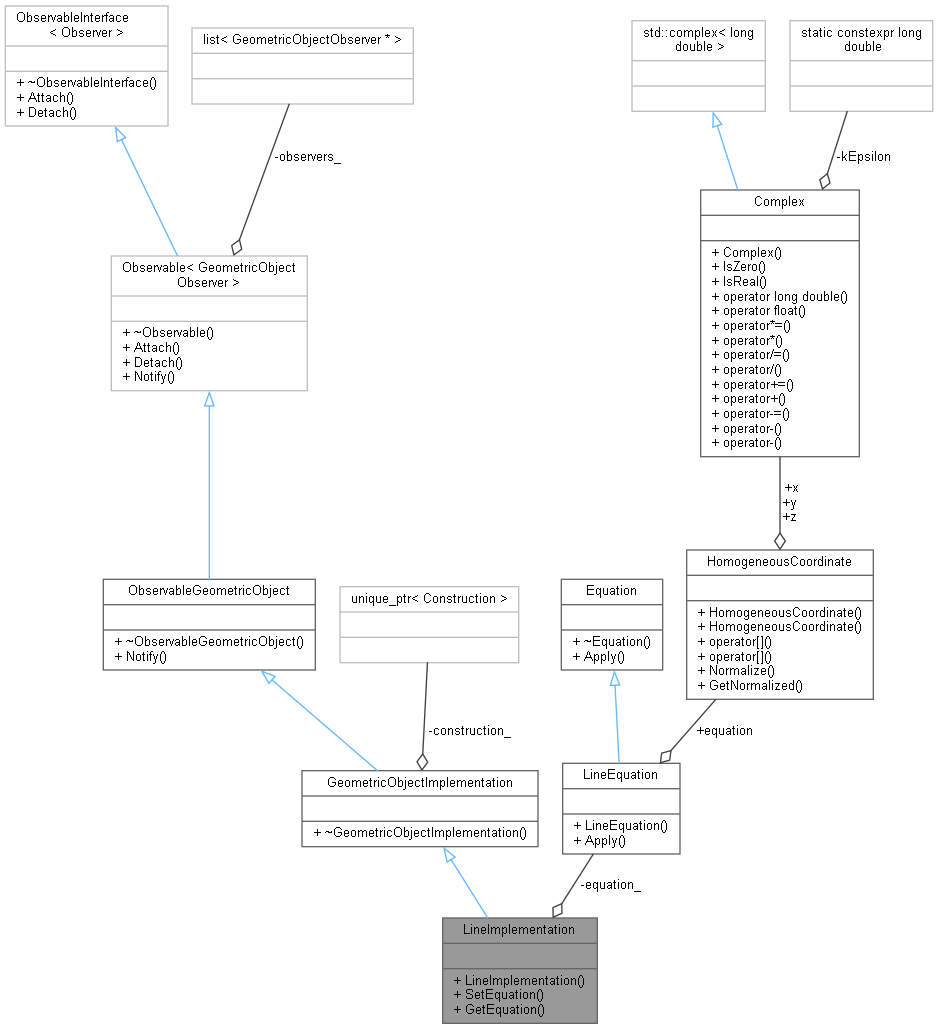 ObservableInterface
< Observer >
+ ~ObservableInterface()
+ Attach()
+ Detach()
list< GeometricObjectObserver * >
std::complex< long
double >
static constexpr long
double
-observers_
-kEpsilon
Complex
+ Complex()
+ IsZero()
+ IsReal()
+ operator long double()
+ operator float()
+ operator*=()
+ operator*()
+ operator/=()
+ operator/()
+ operator+=()
+ operator+()
+ operator-=()
+ operator-()
+ operator-()
Observable< GeometricObject
Observer >
+ ~Observable()
+ Attach()
+ Detach()
+ Notify()
+x
+y
+z
ObservableGeometricObject
+ ~ObservableGeometricObject()
+ Notify()
unique_ptr< Construction >
Equation
+ ~Equation()
+ Apply()
HomogeneousCoordinate
+ HomogeneousCoordinate()
+ HomogeneousCoordinate()
+ operator[]()
+ operator[]()
+ Normalize()
+ GetNormalized()
-construction_
+equation
GeometricObjectImplementation
+ ~GeometricObjectImplementation()
LineEquation
+ LineEquation()
+ Apply()
-equation_
LineImplementation
+ LineImplementation()
+ SetEquation()
+ GetEquation()